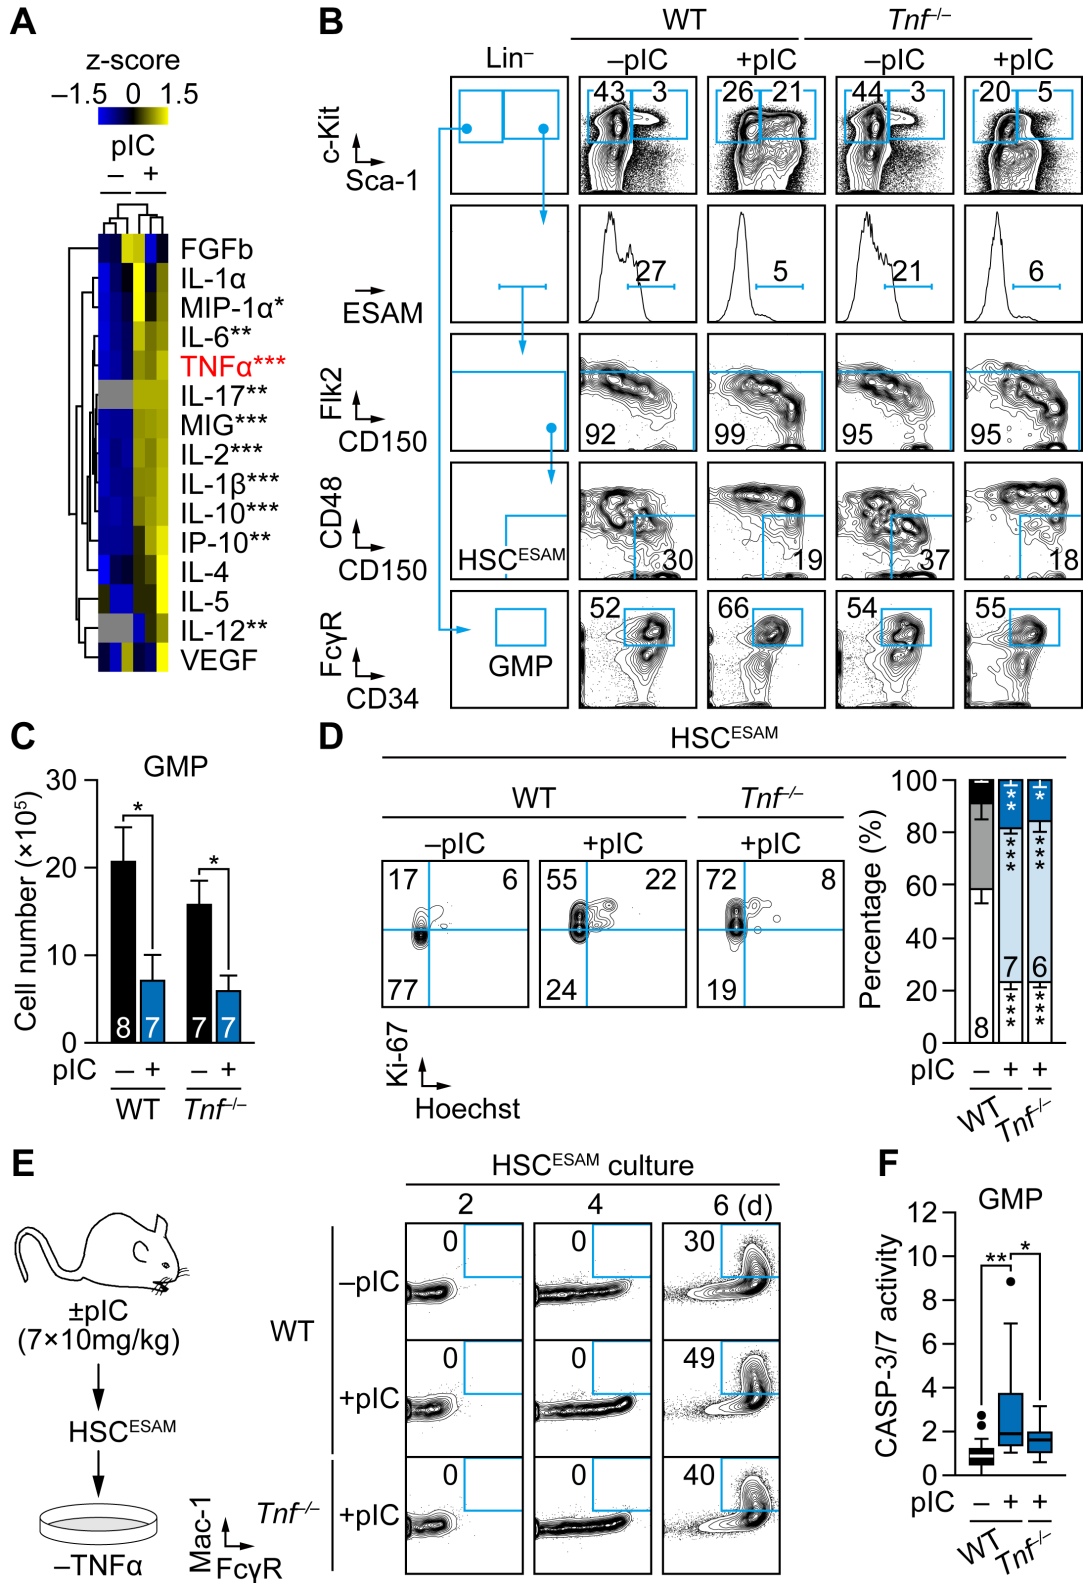 A
z-score
–1.5 0 1.5
pIC
– +
FGFb
IL-1α
MIP-1α*
IL-6**
TNFα***
IL-17**
MIG***
IL-2***
IL-1β***
IL-10***
IP-10**
IL-4
IL-5
IL-12**
VEGF
B
WT Tnf–/–
Lin– –pIC +pIC –pIC +pIC
c-Kit
Sca-1
43 3 26 21 44 3 20 5
ESAM
27 5 21 6
Flk2
CD150
92 99 95 95
CD48
CD150
HSCESAM
30 19 37 18
FcγR
CD34
GMP
52 66 54 55
C
GMP
Cell number (×10⁵)
30
20
10
0
* *
8 7 7 7
pIC – + – +
WT Tnf–/–
D
HSCESAM
WT Tnf–/–
–pIC +pIC +pIC
17 6 55 22 72 8
77 24 19
Ki-67
Hoechst
Percentage (%)
100
80
60
40
20
0
** *
*** ***
8 7 6
*** ***
pIC – + +
WT Tnf–/–
E
±pIC
(7×10mg/kg)
HSCESAM
–TNFα
HSCESAM culture
2 4 6 (d)
WT
–pIC
0 0 30
+pIC
0 0 49
Tnf–/– +pIC
0 0 40
Mac-1
FcγR
F
GMP
CASP-3/7 activity
12
10
8
6
4
2
0
** *
pIC – + +
WT Tnf–/–